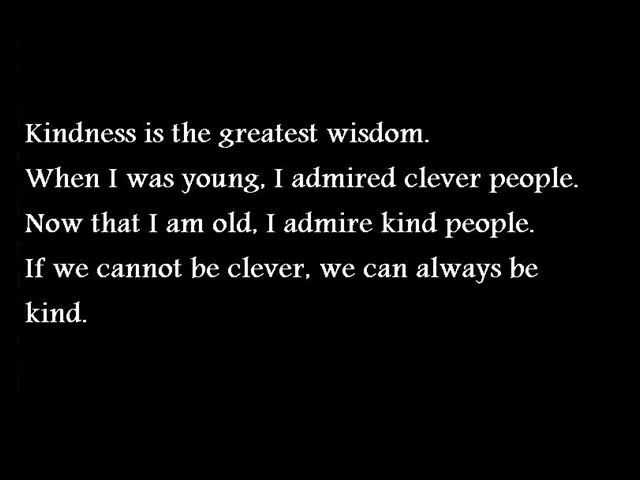 Kindness is the greatest wisdom.
When I was young, I admired clever people.
Now that I am old, I admire kind people.
If we cannot be clever, we can always be
kind.